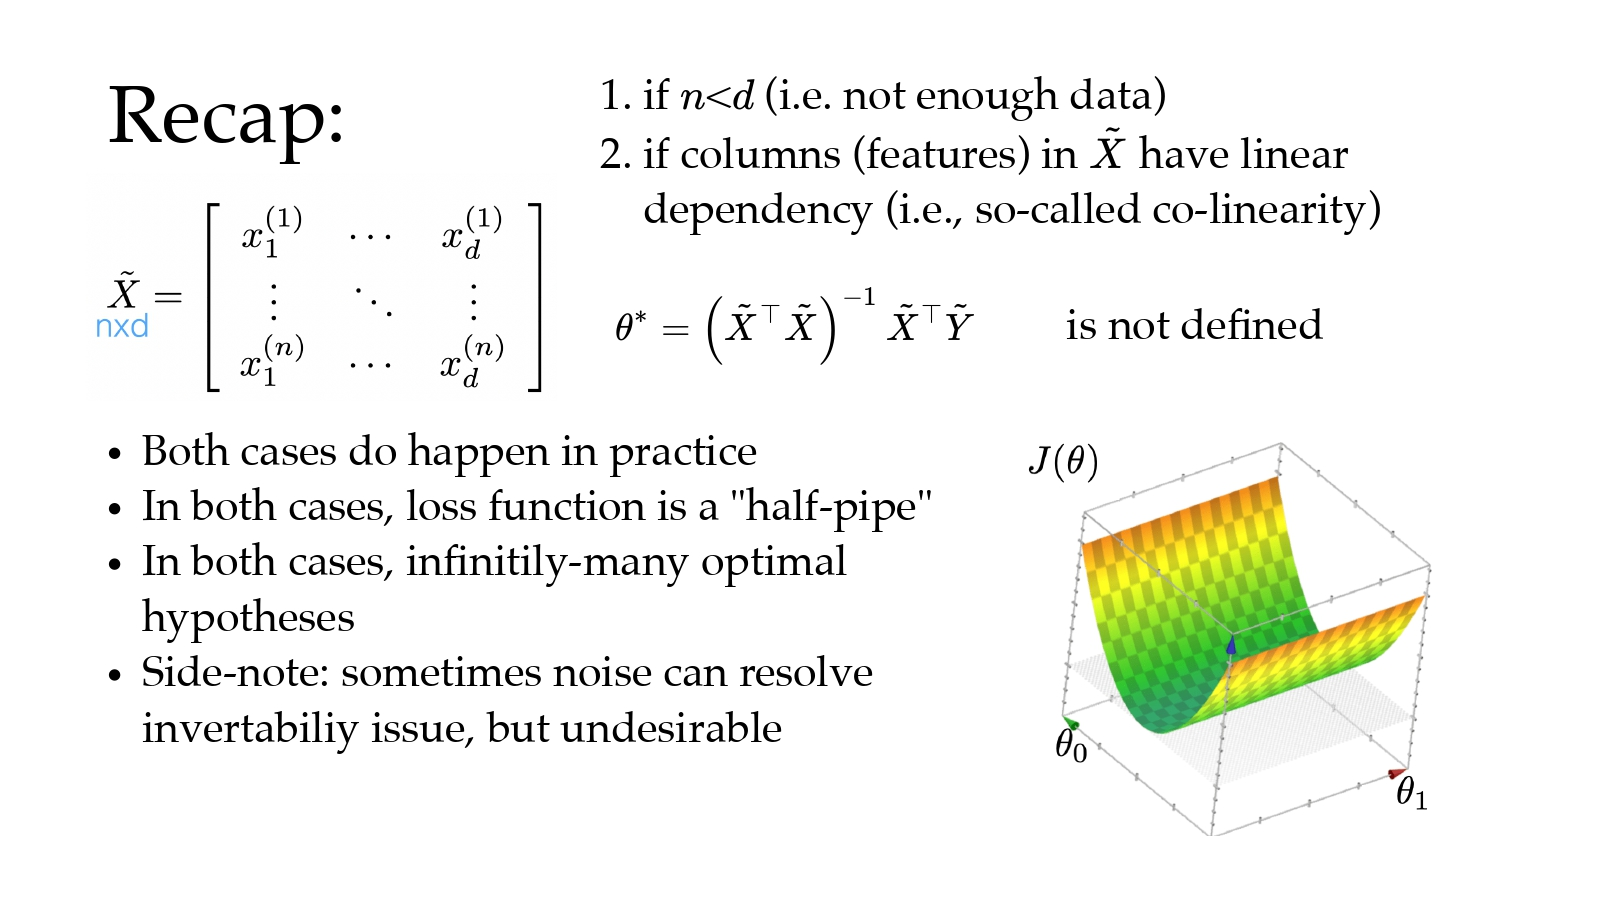 Recap:
1. if n<d (i.e. not enough data)
2. if columns (features) in X̃ have linear
dependency (i.e., so-called co-linearity)
X̃ = [ x₁⁽¹⁾ ⋯ x_d⁽¹⁾
⋮ ⋱ ⋮
x₁⁽ⁿ⁾ ⋯ x_d⁽ⁿ⁾ ]
nxd
θ* = (X̃⊤ X̃)⁻¹ X̃⊤Ỹ is not defined
• Both cases do happen in practice
• In both cases, loss function is a "half-pipe"
• In both cases, infinitily-many optimal
hypotheses
• Side-note: sometimes noise can resolve
invertabiliy issue, but undesirable
J(θ)
θ₀
θ₁